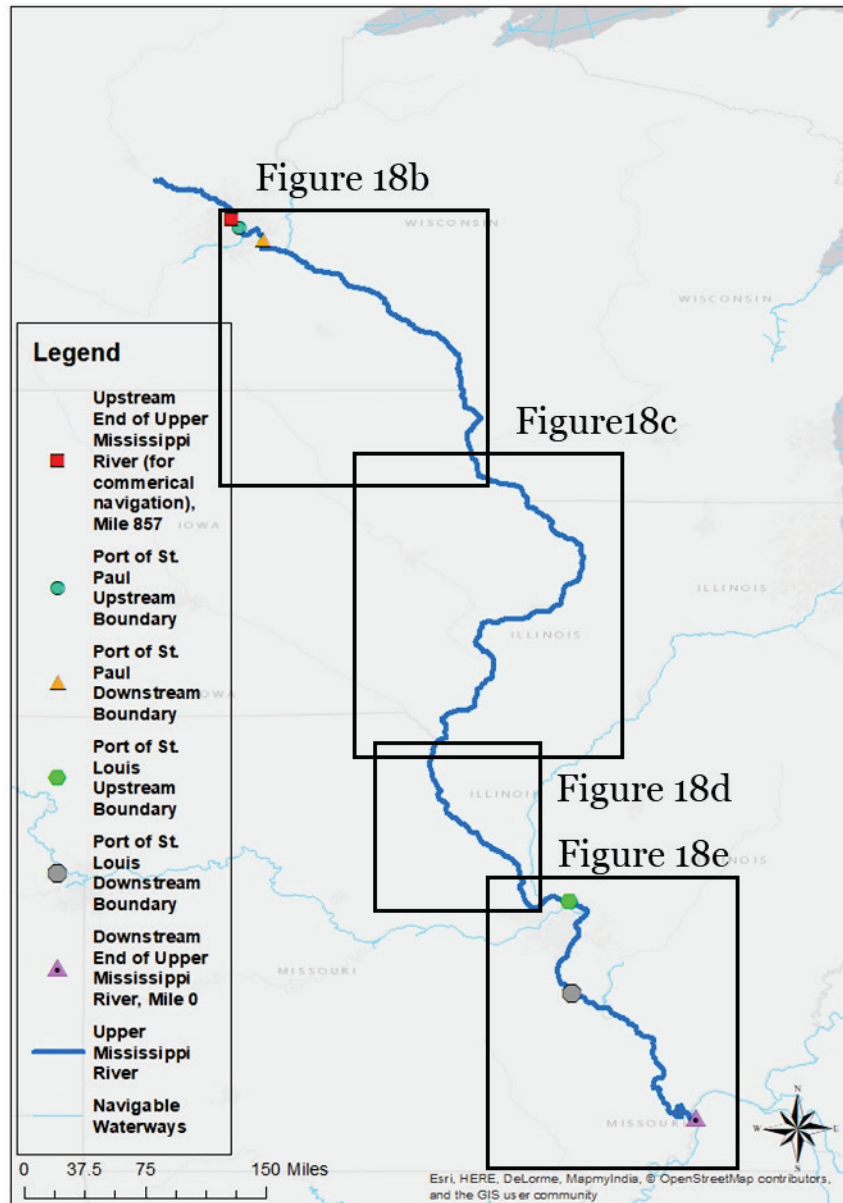 Figure 18b
WISCONSIN
WISCONSIN
Legend
Upstream
End of Upper
Mississippi
River (for
commerical
navigation),
Mile 857
Port of St.
Paul
Upstream
Boundary
Port of St.
Paul
Downstream
Boundary
Port of St.
Louis
Upstream
Boundary
Port of St.
Louis
Downstream
Boundary
Downstream
End of Upper
Mississippi
River, Mile 0
Upper
Mississippi
River
Navigable
Waterways
Figure18c
IOWA
ILLINOIS
ILLINOIS
IOWA
ILLINOIS
Figure 18d
Figure 18e
ILLINOIS
MISSOURI
MISSOURI
N
W E
S
0 37.5 75 150 Miles
Esri, HERE, DeLorme, MapmyIndia, © OpenStreetMap contributors,
and the GIS user community